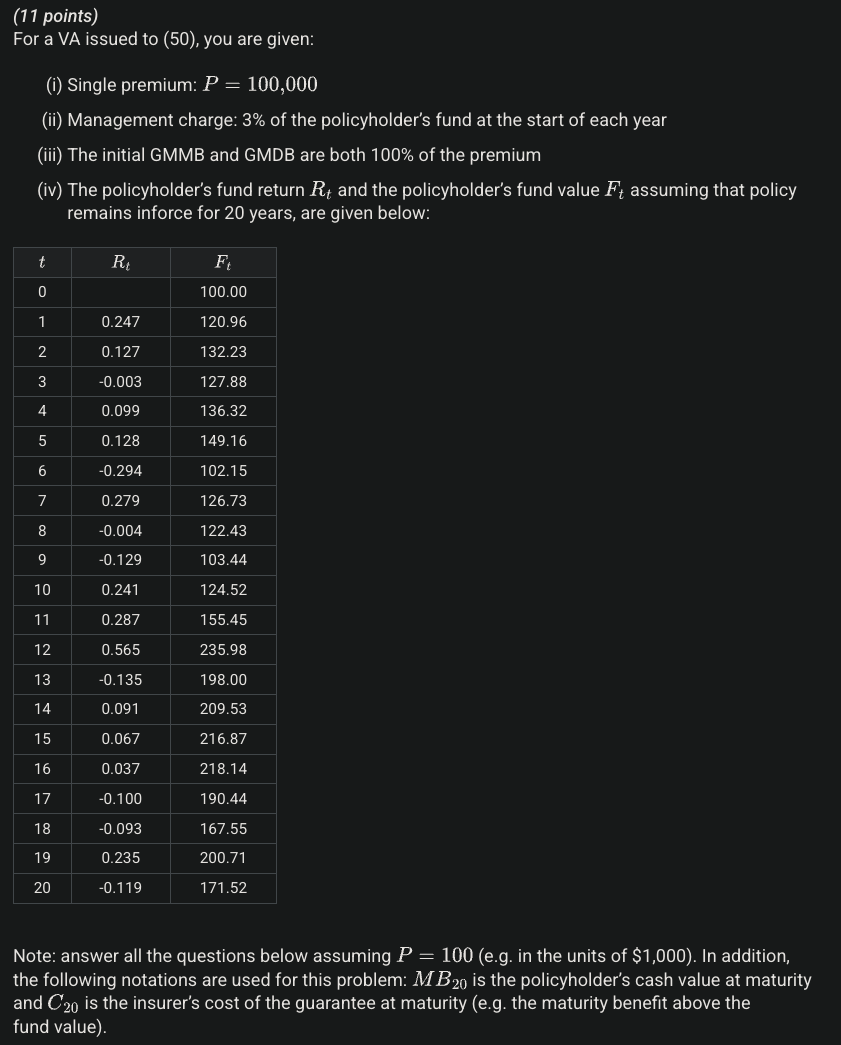 (11 points)
For a VA issued to (50), you are given:
(i) Single premium: P = 100,000
(ii) Management charge: 3% of the policyholder's fund at the start of each year
(iii) The initial GMMB and GMDB are both 100% of the premium
(iv) The policyholder's fund return R_t and the policyholder's fund value F_t assuming that policy
remains inforce for 20 years, are given below:
t R_t F_t
0 100.00
1 0.247 120.96
2 0.127 132.23
3 -0.003 127.88
4 0.099 136.32
5 0.128 149.16
6 -0.294 102.15
7 0.279 126.73
8 -0.004 122.43
9 -0.129 103.44
10 0.241 124.52
11 0.287 155.45
12 0.565 235.98
13 -0.135 198.00
14 0.091 209.53
15 0.067 216.87
16 0.037 218.14
17 -0.100 190.44
18 -0.093 167.55
19 0.235 200.71
20 -0.119 171.52
Note: answer all the questions below assuming P = 100 (e.g. in the units of $1,000). In addition,
the following notations are used for this problem: MB_20 is the policyholder's cash value at maturity
and C_20 is the insurer's cost of the guarantee at maturity (e.g. the maturity benefit above the
fund value).